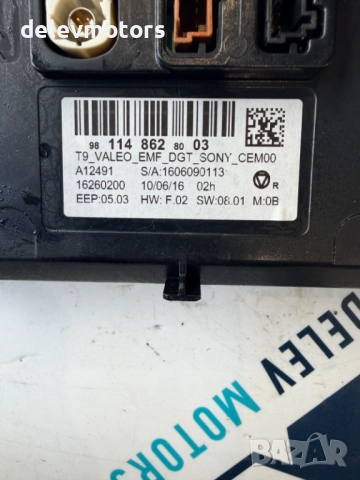 delevmotors
98 114 862 80 03
T9_VALEO_EMF_DGT_SONY_CEM00
A12491 S/A:1606090113
16260200 10/06/16 02h
R
EEP:05.03 HW:F.02 SW:08.01 M:0B
DELEV MOTORS
BAZAR